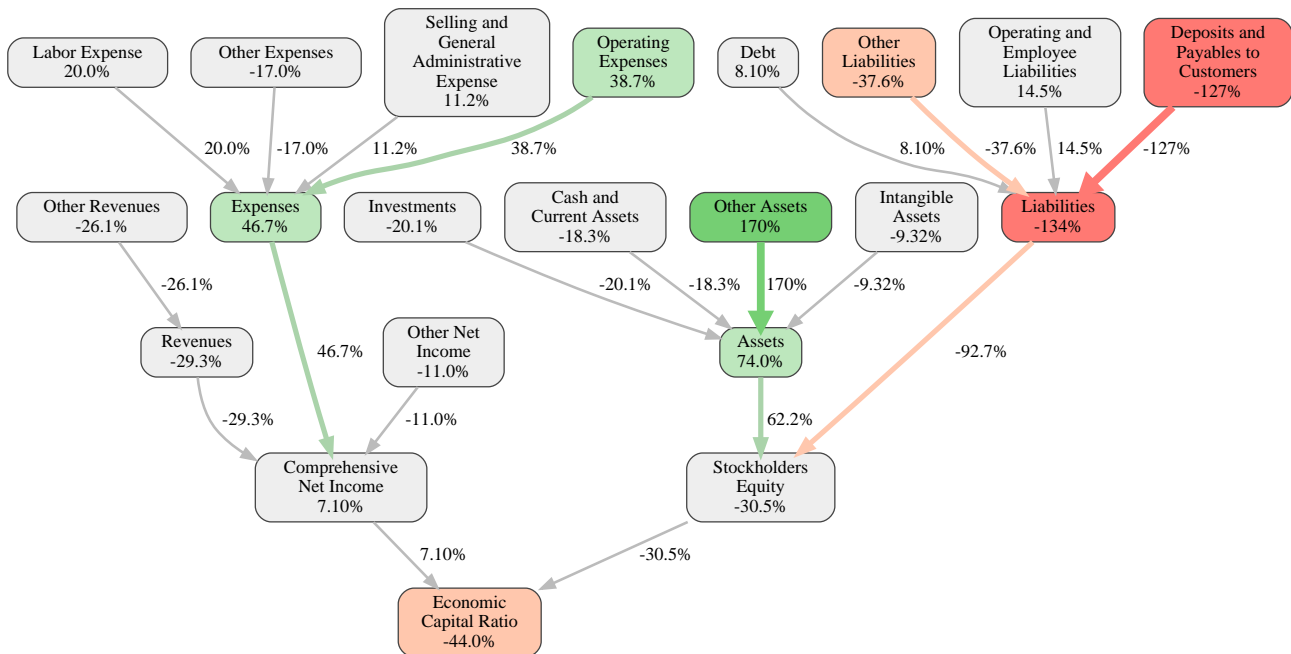 Labor Expense
20.0%
Other Expenses
-17.0%
Selling and
General
Administrative
Expense
11.2%
Operating
Expenses
38.7%
Debt
8.10%
Other
Liabilities
-37.6%
Operating and
Employee
Liabilities
14.5%
Deposits and
Payables to
Customers
-127%
20.0%
-17.0%
11.2%
38.7%
8.10%
-37.6%
14.5%
-127%
Other Revenues
-26.1%
Expenses
46.7%
Investments
-20.1%
Cash and
Current Assets
-18.3%
Other Assets
170%
Intangible
Assets
-9.32%
Liabilities
-134%
-26.1%
-20.1%
-18.3%
170%
-9.32%
Revenues
-29.3%
46.7%
Other Net
Income
-11.0%
Assets
74.0%
-92.7%
-29.3%
-11.0%
62.2%
Comprehensive
Net Income
7.10%
Stockholders
Equity
-30.5%
7.10%
-30.5%
Economic
Capital Ratio
-44.0%